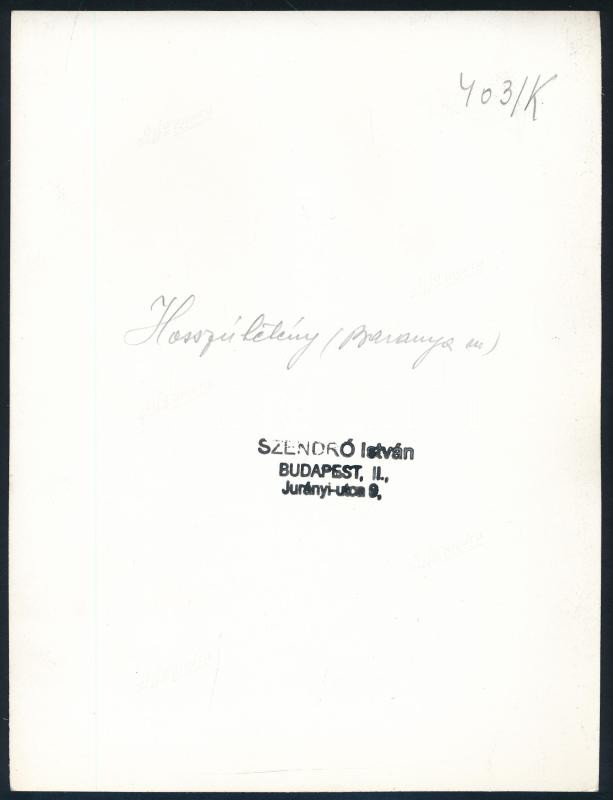 403/K
Hosszúhetény (Baranya m)
SZENDRŐ István
BUDAPEST, II.,
Jurányi-utca 9,